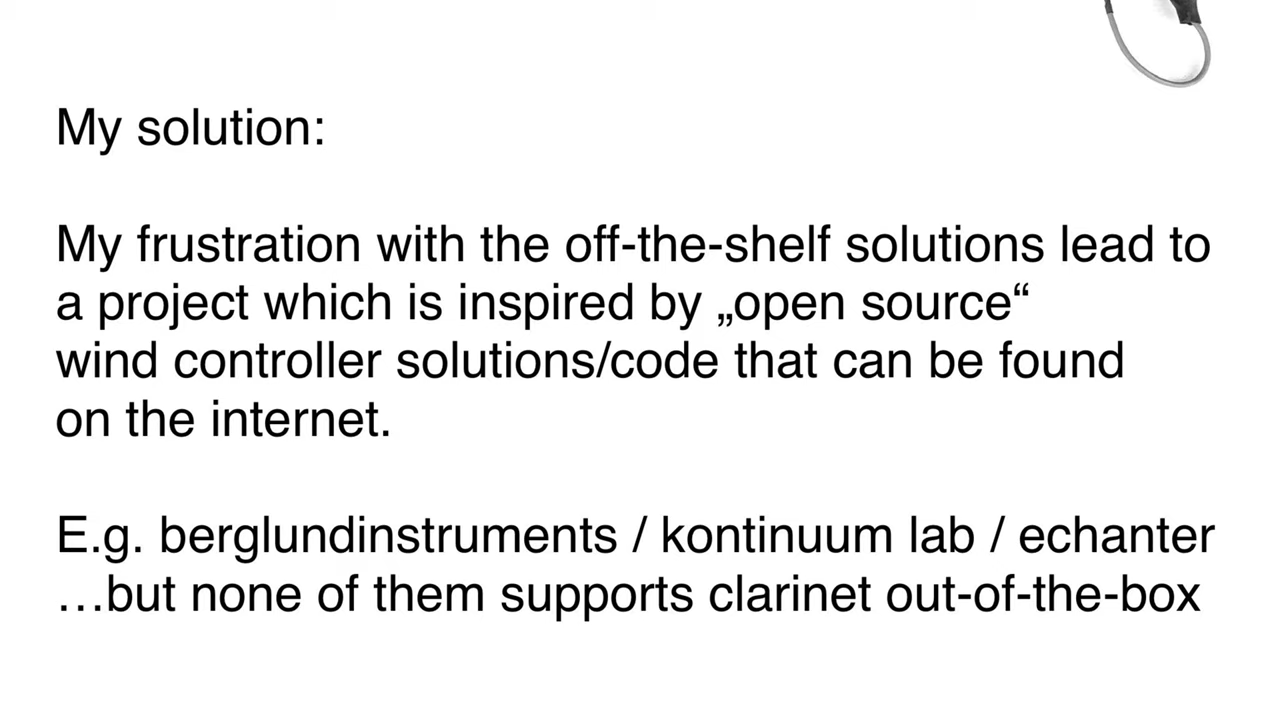 My solution:
My frustration with the off-the-shelf solutions lead to
a project which is inspired by „open source“
wind controller solutions/code that can be found
on the internet.
E.g. berglundinstruments / kontinuum lab / echanter
…but none of them supports clarinet out-of-the-box